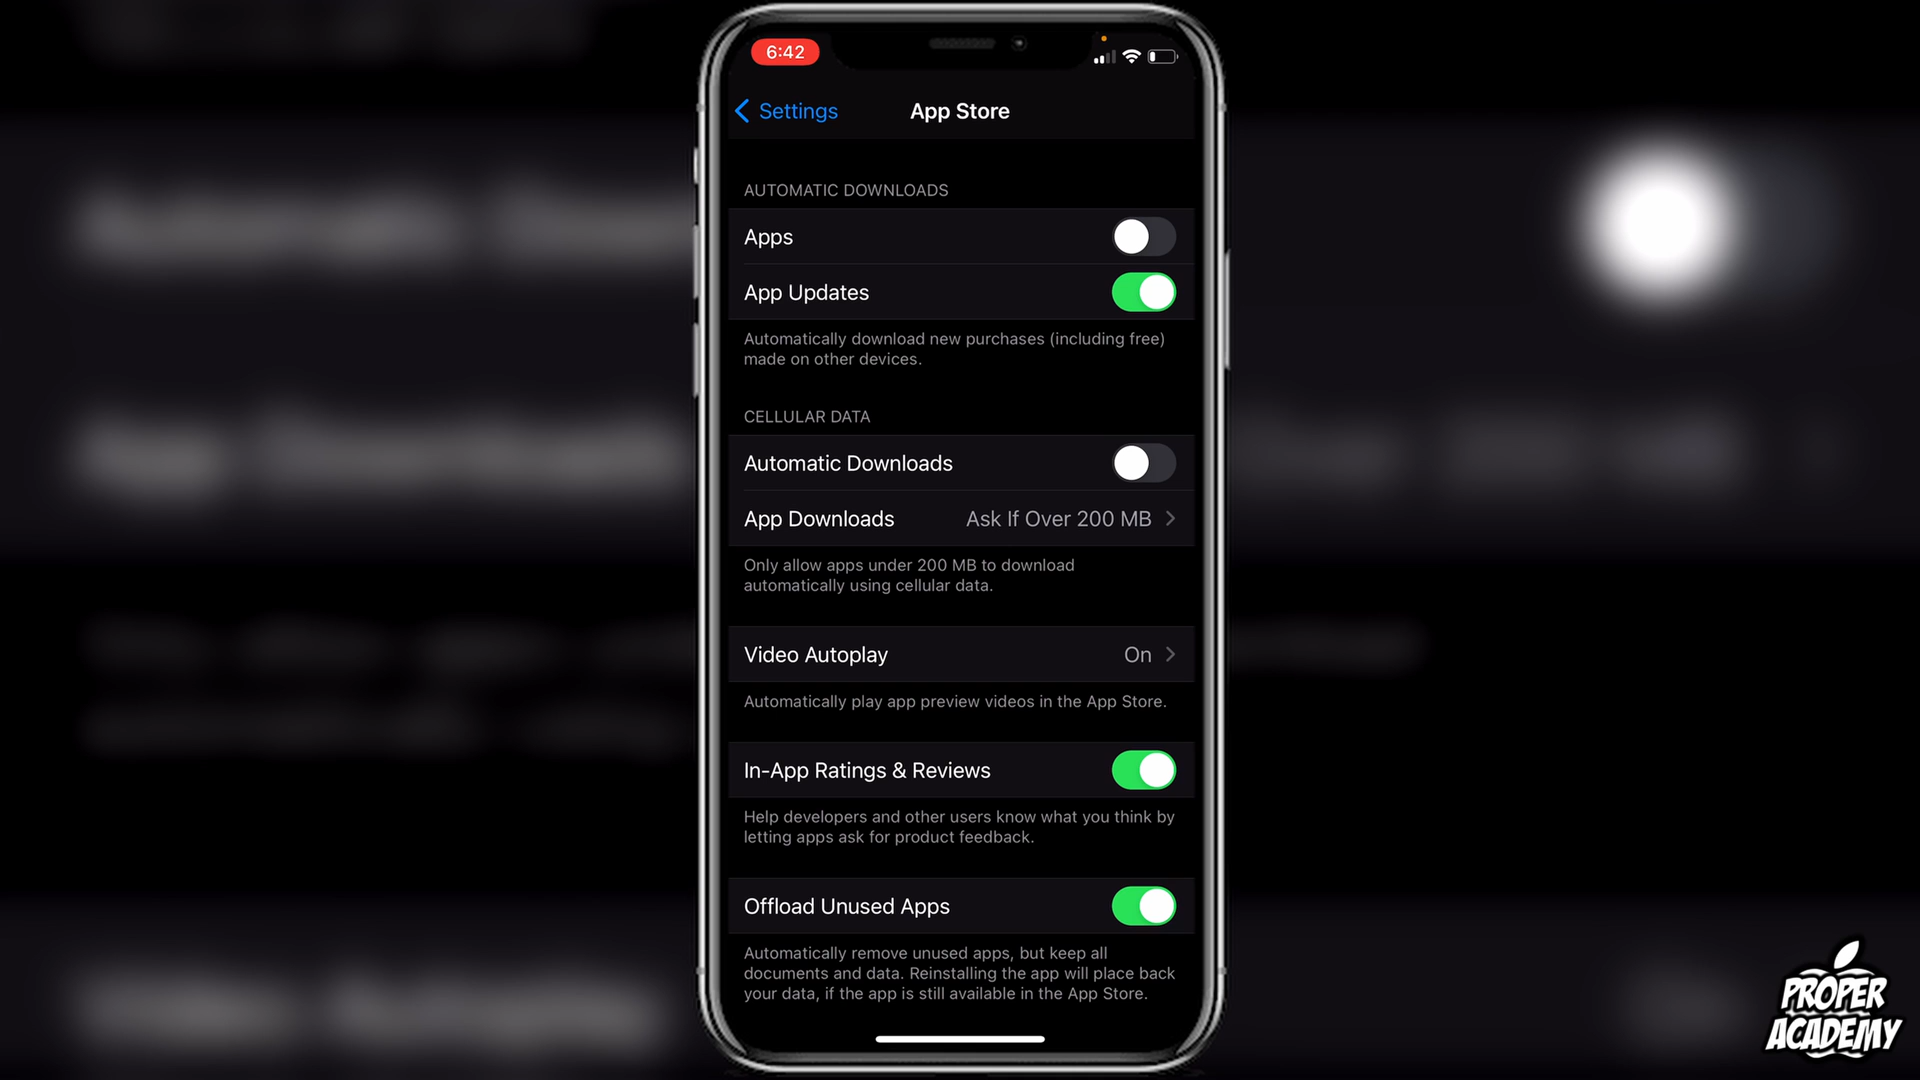 6:42
Settings
App Store
AUTOMATIC DOWNLOADS
Apps
App Updates
Automatically download new purchases (including free)
made on other devices.
CELLULAR DATA
Automatic Downloads
App Downloads Ask If Over 200 MB
Only allow apps under 200 MB to download
automatically using cellular data.
Video Autoplay On
Automatically play app preview videos in the App Store.
In-App Ratings & Reviews
Help developers and other users know what you think by
letting apps ask for product feedback.
Offload Unused Apps
Automatically remove unused apps, but keep all
documents and data. Reinstalling the app will place back
your data, if the app is still available in the App Store.
PROPER
ACADEMY